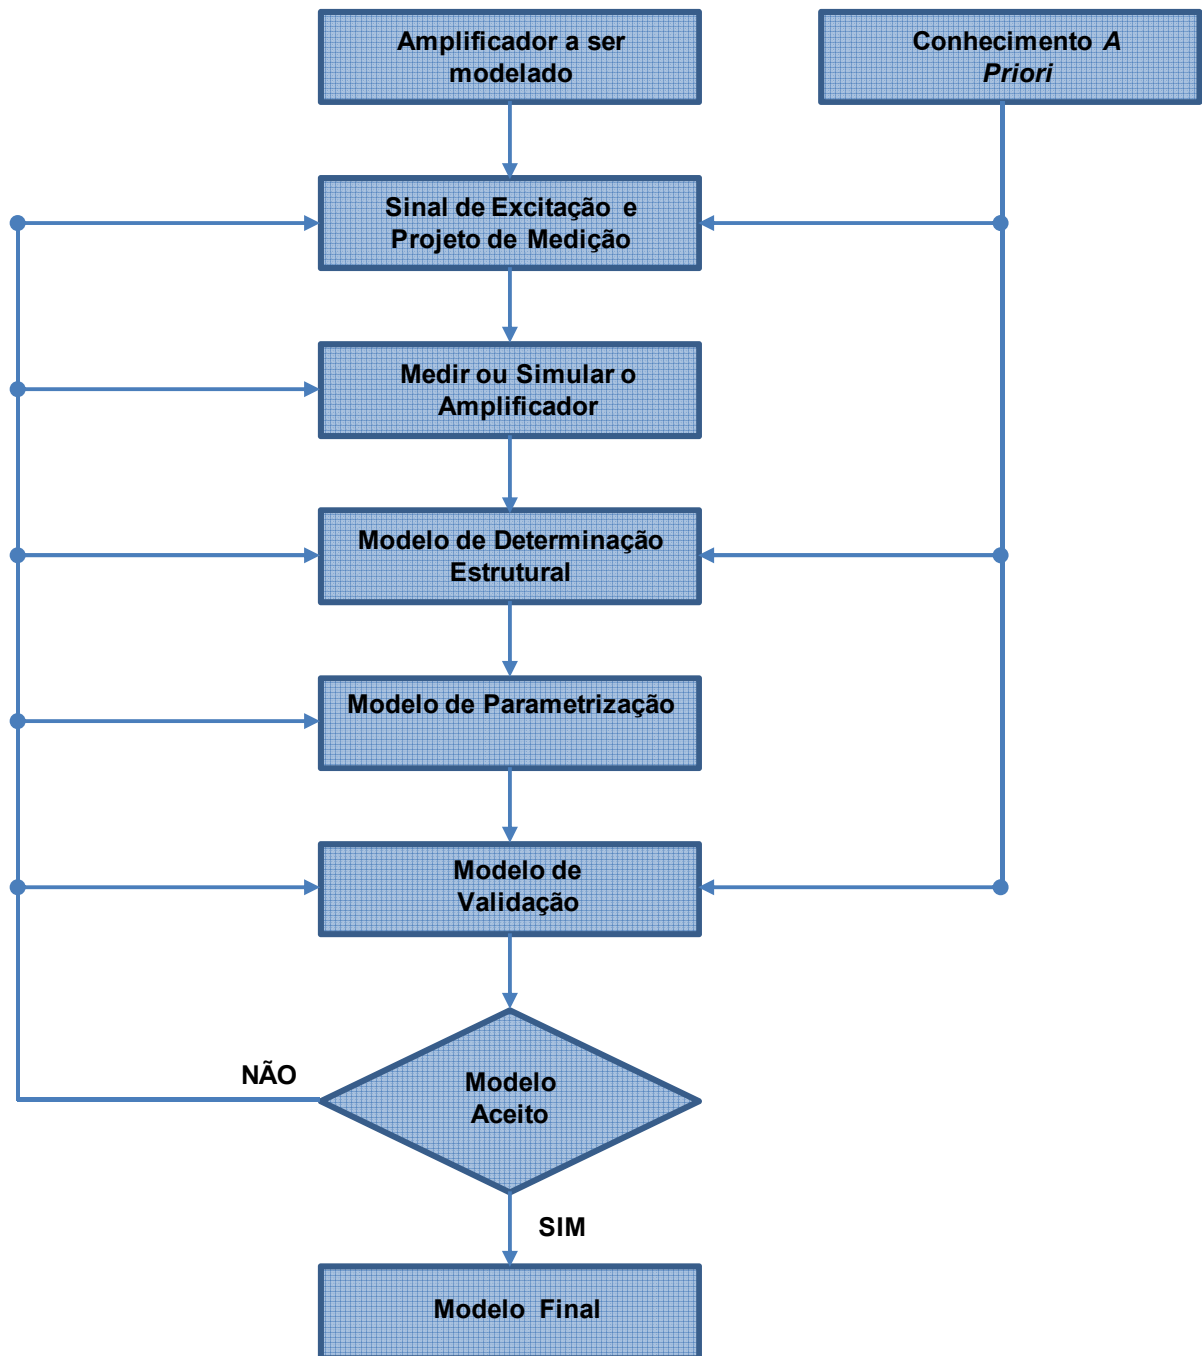 Amplificador a ser
modelado
Conhecimento A
Priori
Sinal de Excitação e
Projeto de Medição
Medir ou Simular o
Amplificador
Modelo de Determinação
Estrutural
Modelo de Parametrização
Modelo de
Validação
NÃO
Modelo
Aceito
SIM
Modelo Final